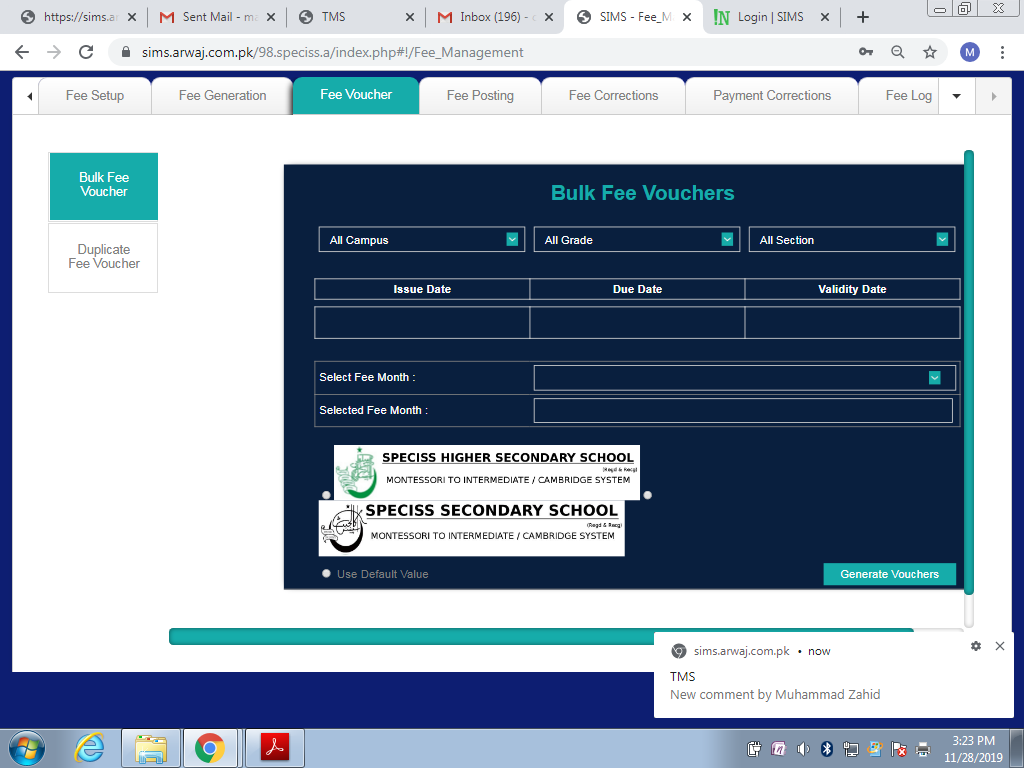 https://sims.ar
Sent Mail - ma
TMS
Inbox (196) - c
SIMS - Fee_M
Login | SIMS
sims.arwaj.com.pk/98.speciss.a/index.php#!/Fee_Management
M
Fee Setup
Fee Generation
Fee Voucher
Fee Posting
Fee Corrections
Payment Corrections
Fee Log
Bulk Fee
Voucher
Duplicate
Fee Voucher
Bulk Fee Vouchers
All Campus
All Grade
All Section
Issue Date
Due Date
Validity Date
Select Fee Month :
Selected Fee Month :
SPECISS HIGHER SECONDARY SCHOOL
(Regd & Recg)
MONTESSORI TO INTERMEDIATE / CAMBRIDGE SYSTEM
SPECISS SECONDARY SCHOOL
(Regd & Recg)
MONTESSORI TO INTERMEDIATE / CAMBRIDGE SYSTEM
Use Default Value
Generate Vouchers
sims.arwaj.com.pk • now
TMS
New comment by Muhammad Zahid
3:23 PM
11/28/2019